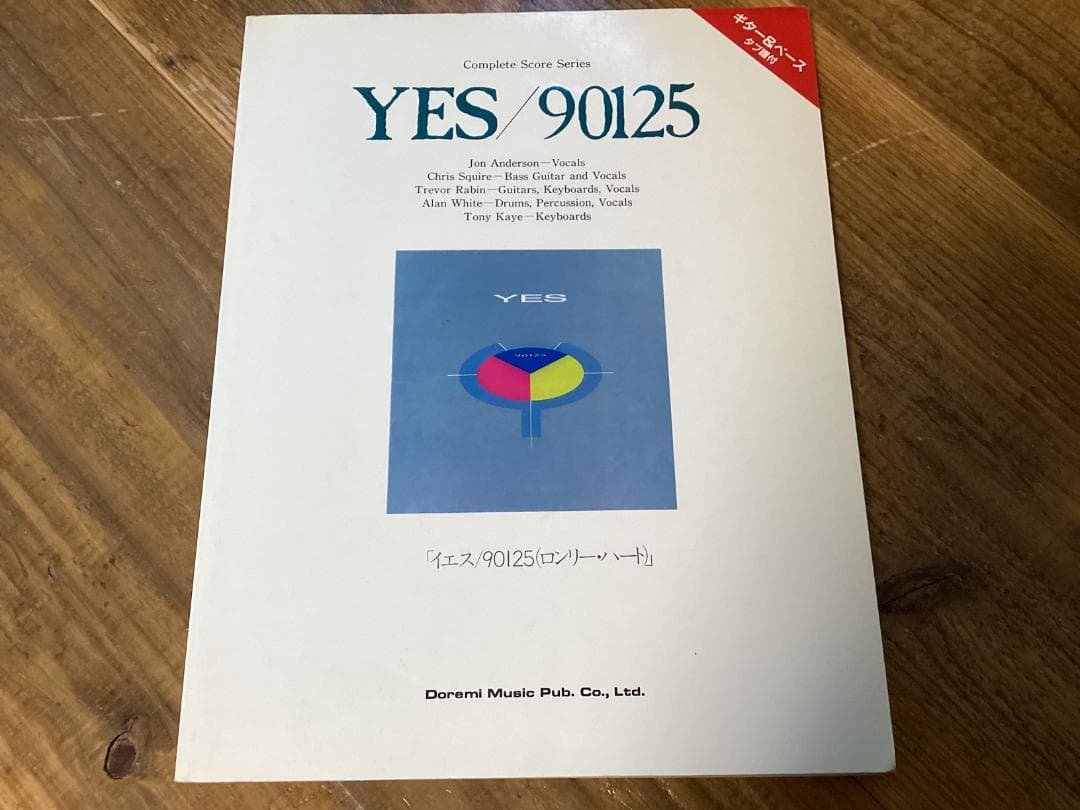 ギター&ベース
タブ譜付
Complete Score Series
YES/90125
Jon Anderson—Vocals
Chris Squire—Bass Guitar and Vocals
Trevor Rabin—Guitars, Keyboards, Vocals
Alan White—Drums, Percussion, Vocals
Tony Kaye—Keyboards
YES
90125
「イエス/90125(ロンリー・ハート)」
Doremi Music Pub. Co., Ltd.